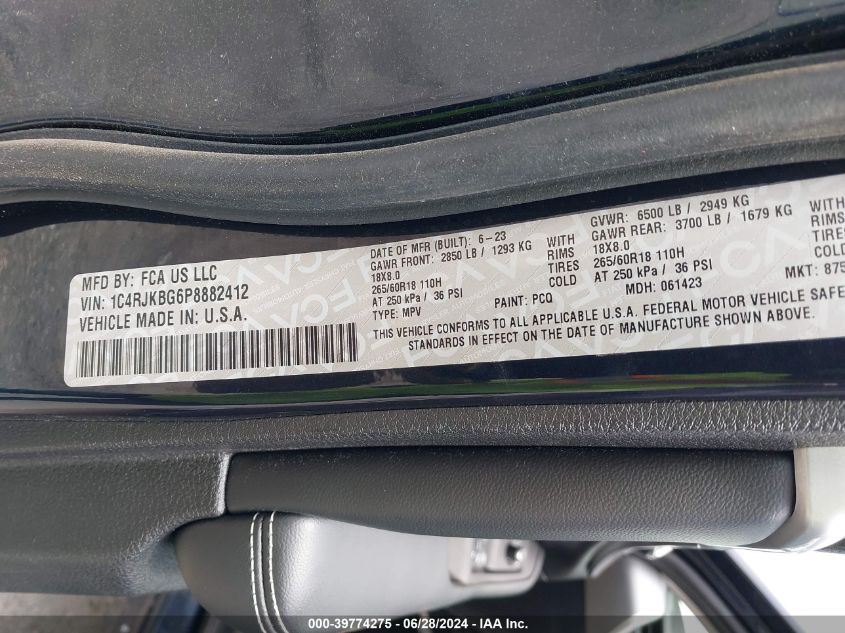 MFD BY: FCA US LLC
VIN: 1C4RJKBG6P8882412
VEHICLE MADE IN: U.S.A.
DATE OF MFR (BUILT): 6-23
GAWR FRONT: 2850 LB / 1293 KG WITH
18X8.0 RIMS
265/60R18 110H TIRES
AT 250 kPa / 36 PSI COLD
TYPE: MPV PAINT: PCQ
GVWR: 6500 LB / 2949 KG
GAWR REAR: 3700 LB / 1679 KG WITH
18X8.0 RIMS
265/60R18 110H TIRES
AT 250 kPa / 36 PSI COLD
MDH: 061423 MKT: 875
THIS VEHICLE CONFORMS TO ALL APPLICABLE U.S.A. FEDERAL MOTOR VEHICLE SAFE
STANDARDS IN EFFECT ON THE DATE OF MANUFACTURE SHOWN ABOVE.
000-39774275 - 06/28/2024 - IAA Inc.